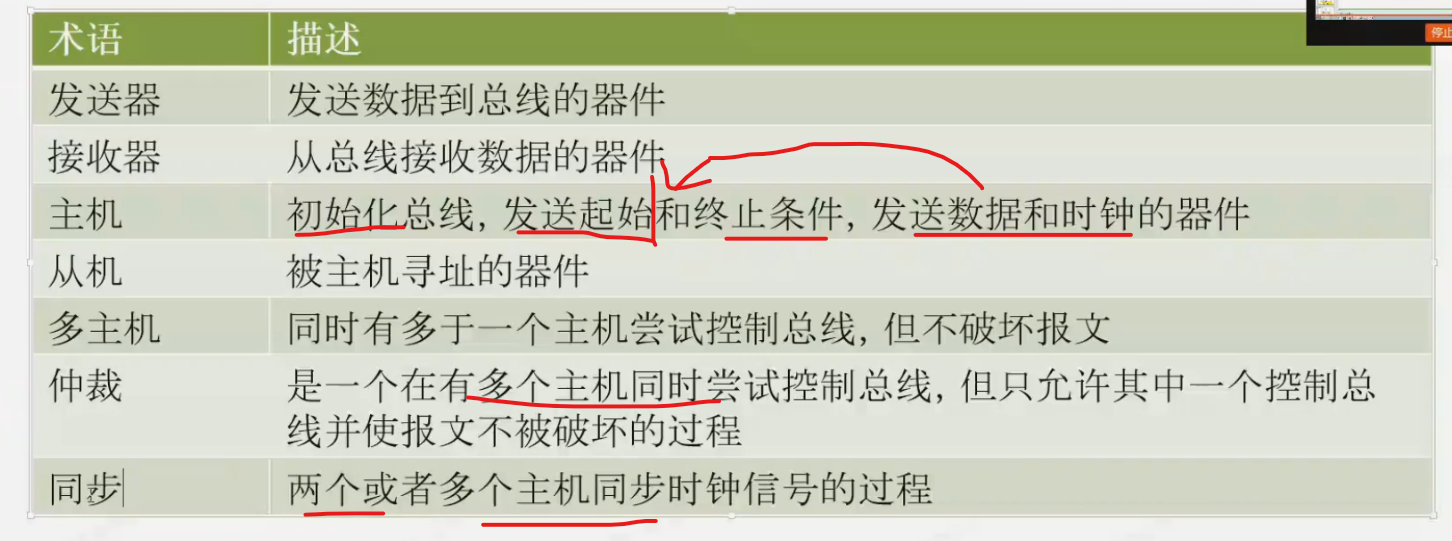 术语 描述
发送器 发送数据到总线的器件
接收器 从总线接收数据的器件
主机 初始化总线, 发送起始和终止条件, 发送数据和时钟的器件
从机 被主机寻址的器件
多主机 同时有多于一个主机尝试控制总线, 但不破坏报文
仲裁 是一个在有多个主机同时尝试控制总线, 但只允许其中一个控制总
线并使报文不被破坏的过程
同步 两个或者多个主机同步时钟信号的过程
停止